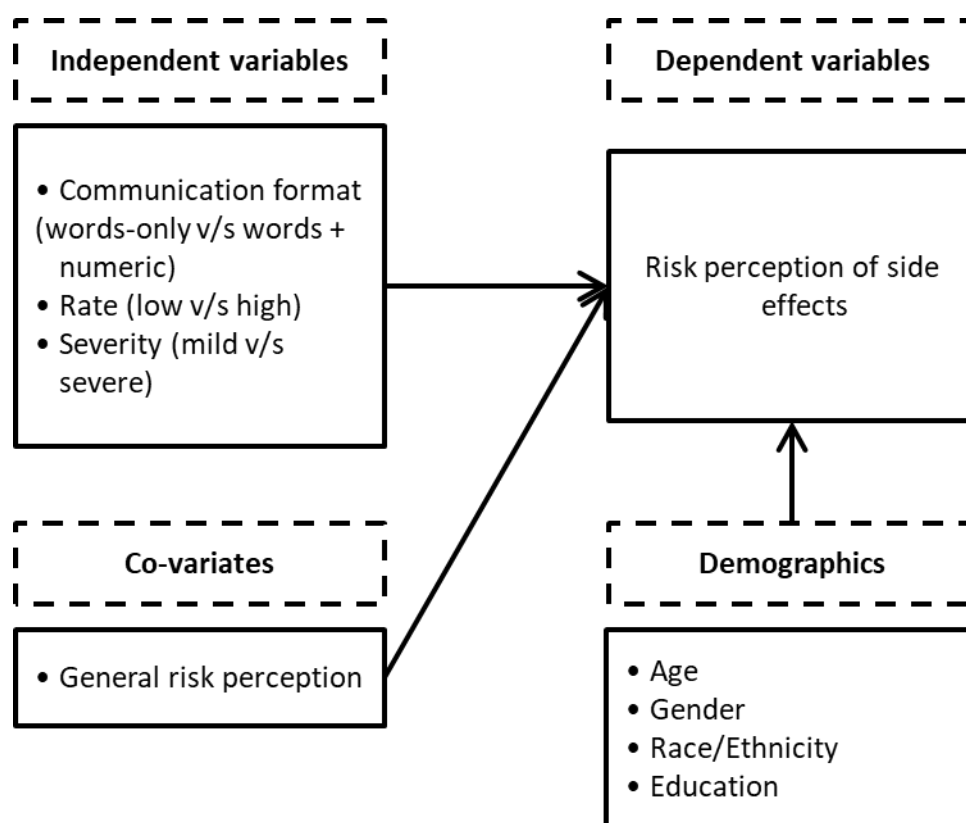 Independent variables
• Communication format
(words-only v/s words +
numeric)
• Rate (low v/s high)
• Severity (mild v/s
severe)
Dependent variables
Risk perception of side
effects
Co-variates
• General risk perception
Demographics
• Age
• Gender
• Race/Ethnicity
• Education